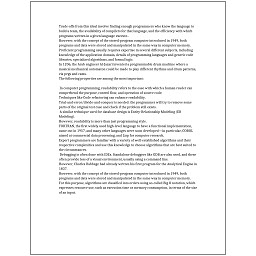 Trade-offs from this ideal involve finding enough programmers who know the language to
build a team, the availability of compilers for that language, and the efficiency with which
programs written in a given language execute.
However, with the concept of the stored-program computer introduced in 1949, both
programs and data were stored and manipulated in the same way in computer memory.
Proficient programming usually requires expertise in several different subjects, including
knowledge of the application domain, details of programming languages and generic code
libraries, specialized algorithms, and formal logic.
In 1206, the Arab engineer Al-Jazari invented a programmable drum machine where a
musical mechanical automaton could be made to play different rhythms and drum patterns,
via pegs and cams.
The following properties are among the most important:

In computer programming, readability refers to the ease with which a human reader can
comprehend the purpose, control flow, and operation of source code.
Techniques like Code refactoring can enhance readability.
Trial-and-error/divide-and-conquer is needed: the programmer will try to remove some
parts of the original test case and check if the problem still exists.
A similar technique used for database design is Entity-Relationship Modeling (ER
Modeling).
However, readability is more than just programming style.
FORTRAN, the first widely used high-level language to have a functional implementation,
came out in 1957, and many other languages were soon developed—in particular, COBOL
aimed at commercial data processing, and Lisp for computer research.
Expert programmers are familiar with a variety of well-established algorithms and their
respective complexities and use this knowledge to choose algorithms that are best suited to
the circumstances.
Debugging is often done with IDEs. Standalone debuggers like GDB are also used, and these
often provide less of a visual environment, usually using a command line.
However, Charles Babbage had already written his first program for the Analytical Engine in
1837.
However, with the concept of the stored-program computer introduced in 1949, both
programs and data were stored and manipulated in the same way in computer memory.
For this purpose, algorithms are classified into orders using so-called Big O notation, which
expresses resource use, such as execution time or memory consumption, in terms of the size
of an input.